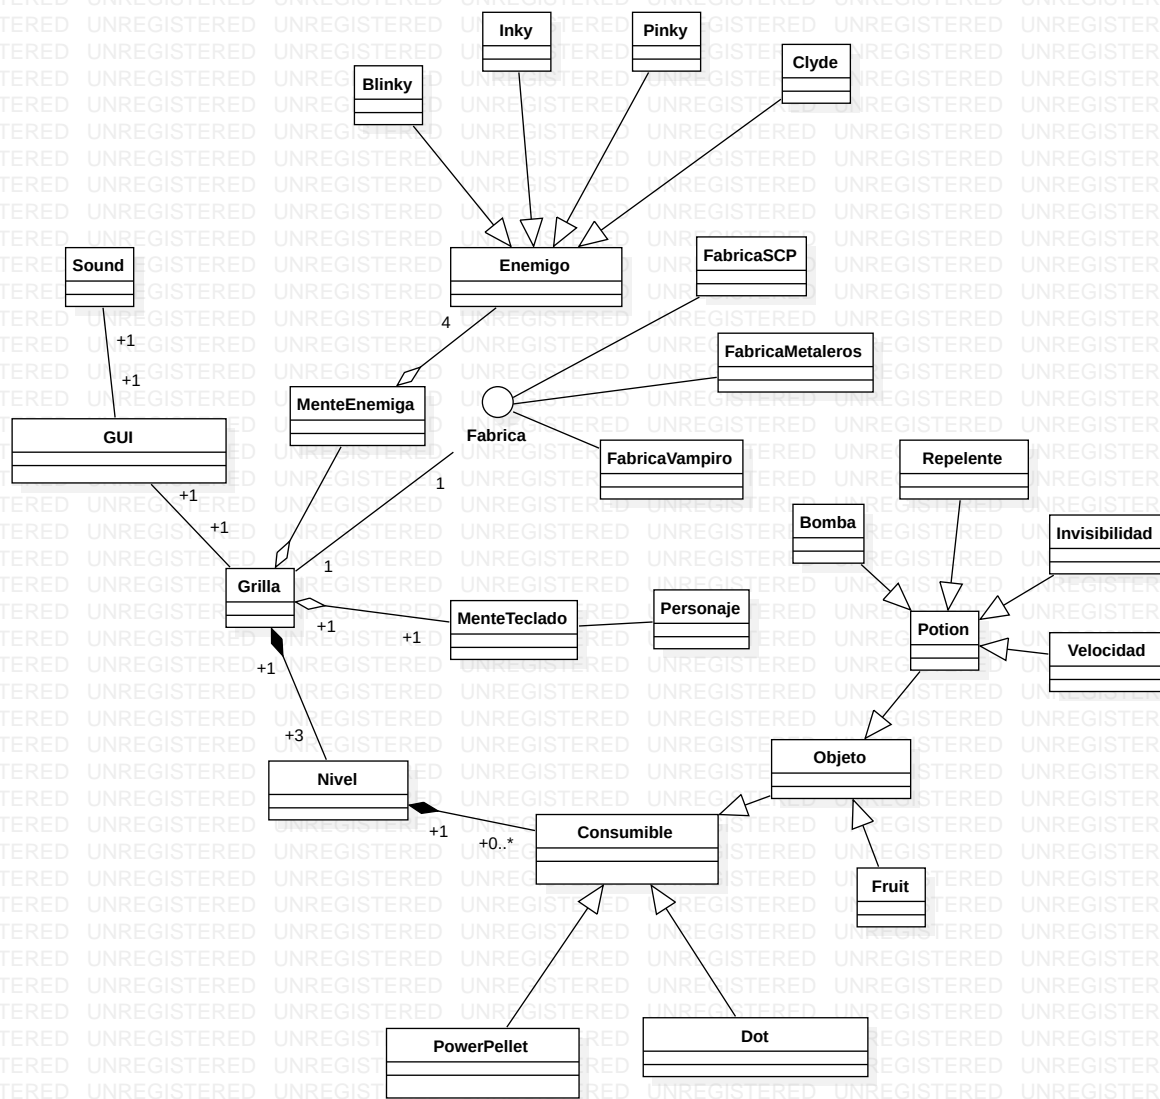 Inky
Pinky
Clyde
Blinky
Sound
Enemigo
FabricaSCP
4
+1
FabricaMetaleros
+1
MenteEnemiga
Fabrica
GUI
FabricaVampiro
Repelente
1
+1
Bomba
+1
Invisibilidad
1
Grilla
MenteTeclado
Personaje
+1
+1
Potion
Velocidad
+1
+3
Objeto
Nivel
+1
+0..*
Consumible
Fruit
PowerPellet
Dot
UNREGISTERED